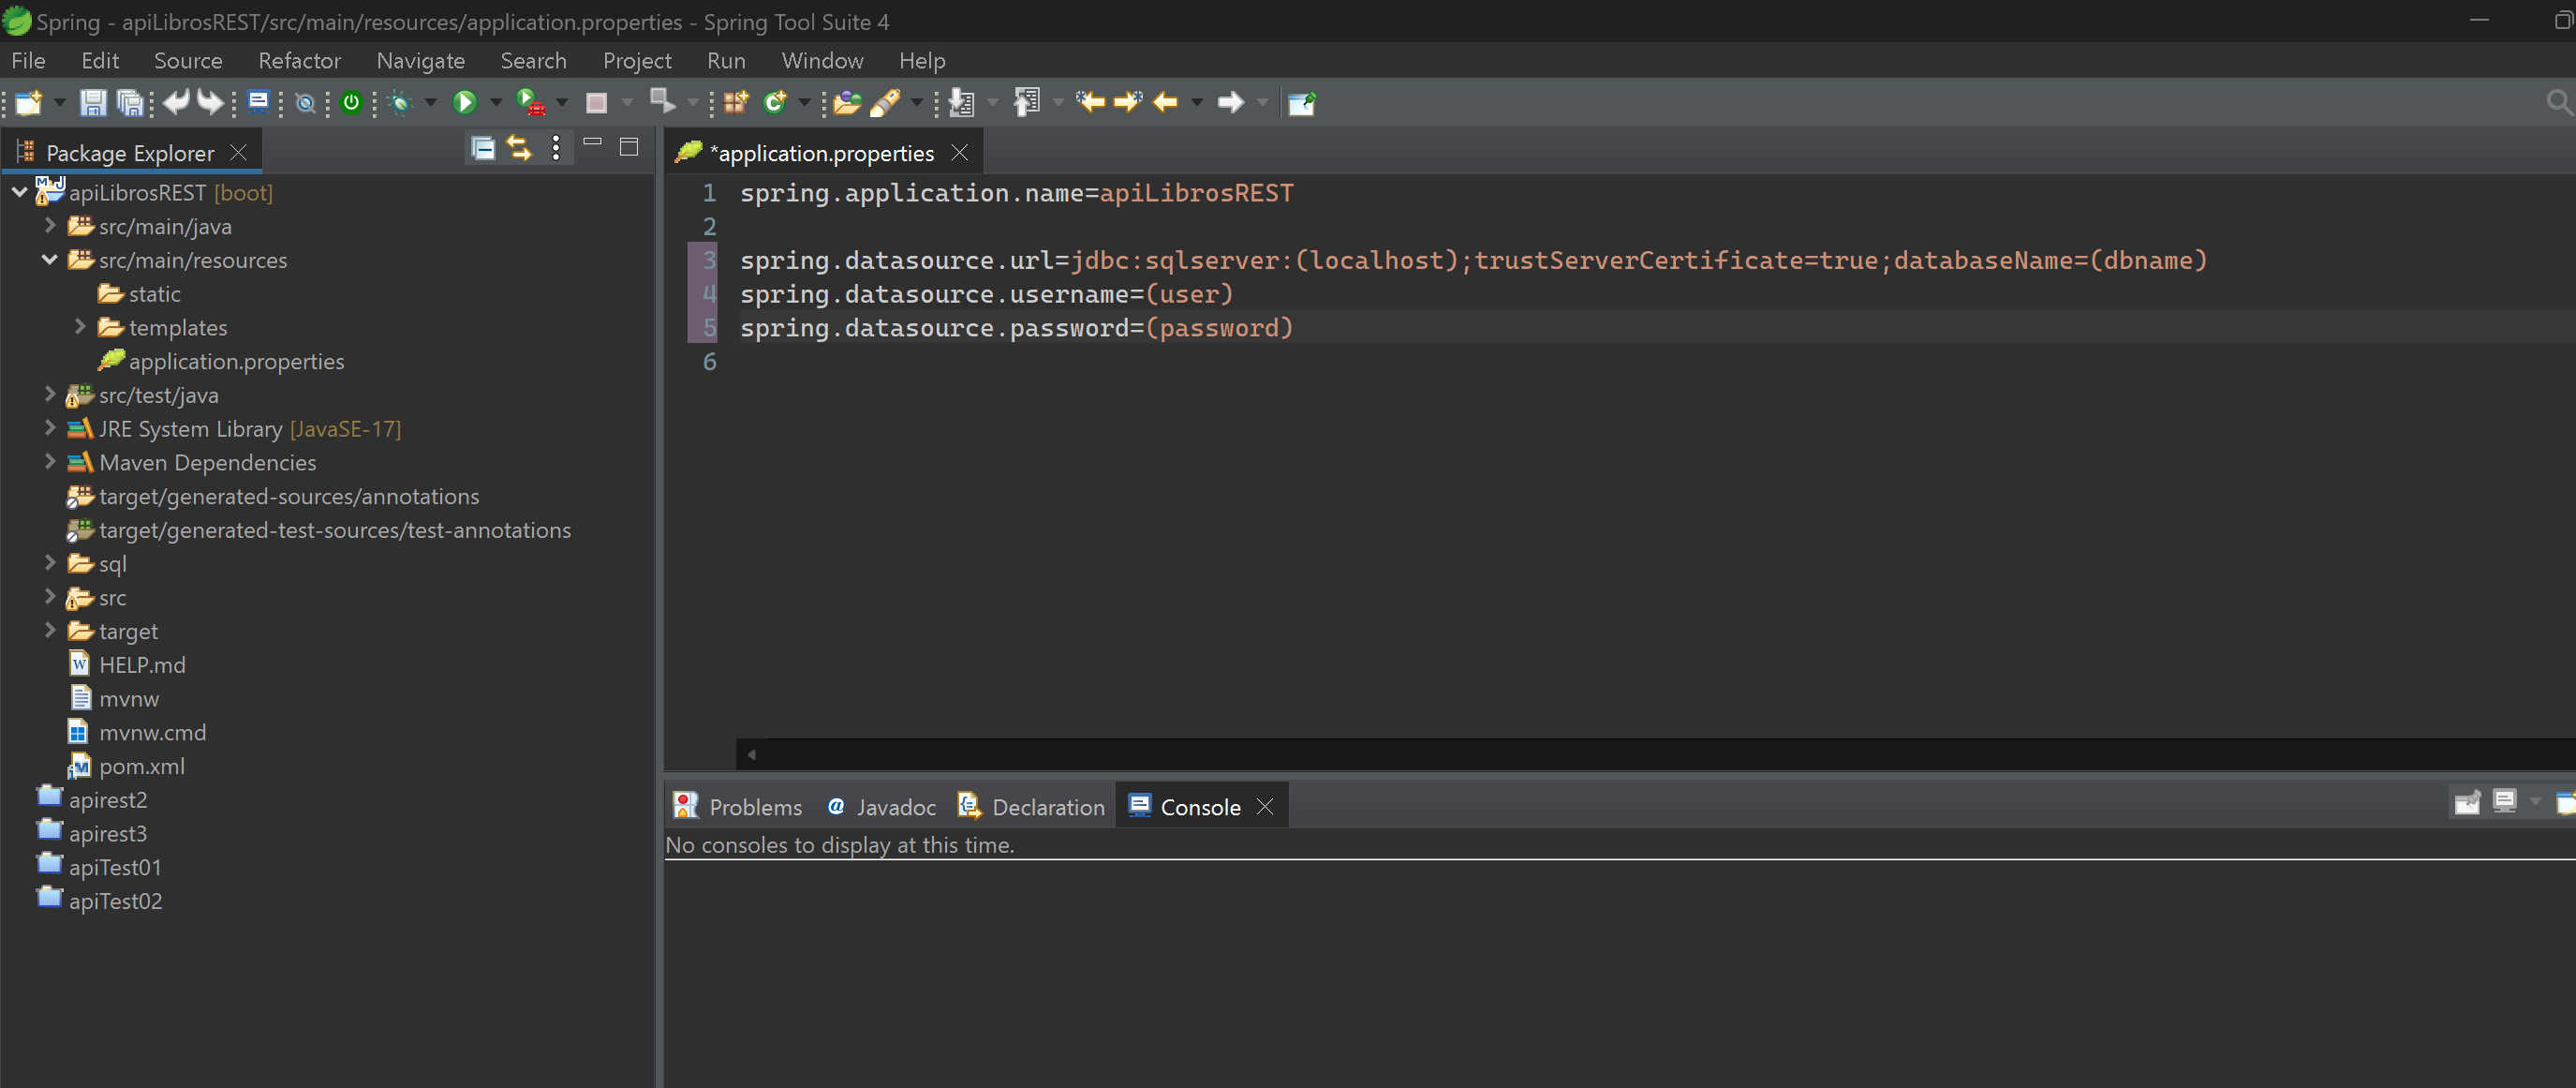 Spring - apiLibrosREST/src/main/resources/application.properties - Spring Tool Suite 4
File Edit Source Refactor Navigate Search Project Run Window Help
Package Explorer
apiLibrosREST [boot]
src/main/java
src/main/resources
static
templates
application.properties
src/test/java
JRE System Library [JavaSE-17]
Maven Dependencies
target/generated-sources/annotations
target/generated-test-sources/test-annotations
sql
src
target
HELP.md
mvnw
mvnw.cmd
pom.xml
apirest2
apirest3
apiTest01
apiTest02
*application.properties
1 spring.application.name=apiLibrosREST
2
3 spring.datasource.url=jdbc:sqlserver:(localhost);trustServerCertificate=true;databaseName=(dbname)
4 spring.datasource.username=(user)
5 spring.datasource.password=(password)
6
Problems Javadoc Declaration Console
No consoles to display at this time.